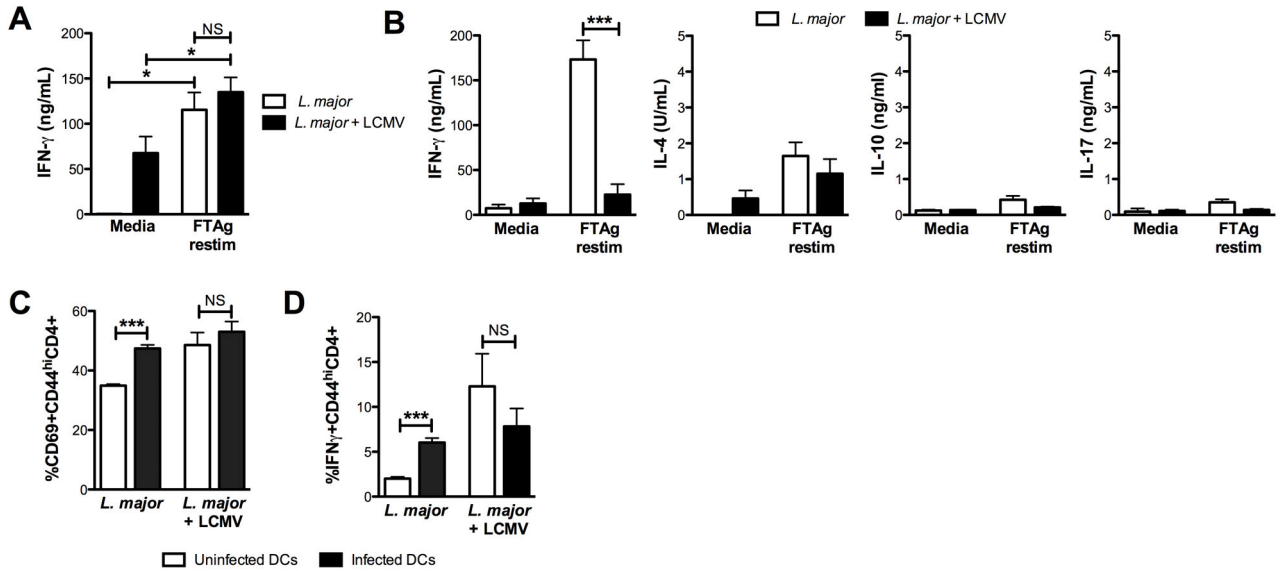 A
IFN-γ (ng/mL)
200
150
100
50
0
NS
*
*
Media
FTAg
restim
L. major
L. major + LCMV
B
L. major
L. major + LCMV
IFN-γ (ng/mL)
200
150
100
50
0
***
Media
FTAg
restim
IL-4 (U/mL)
5
4
3
2
1
0
Media
FTAg
restim
IL-10 (ng/ml)
5
4
3
2
1
0
Media
FTAg
restim
IL-17 (ng/mL)
5
4
3
2
1
0
Media
FTAg
restim
C
%CD69+CD44hiCD4+
60
40
20
0
***
NS
L. major
L. major
+ LCMV
D
%IFNγ+CD44hiCD4+
20
15
10
5
0
***
NS
L. major
L. major
+ LCMV
Uninfected DCs
Infected DCs